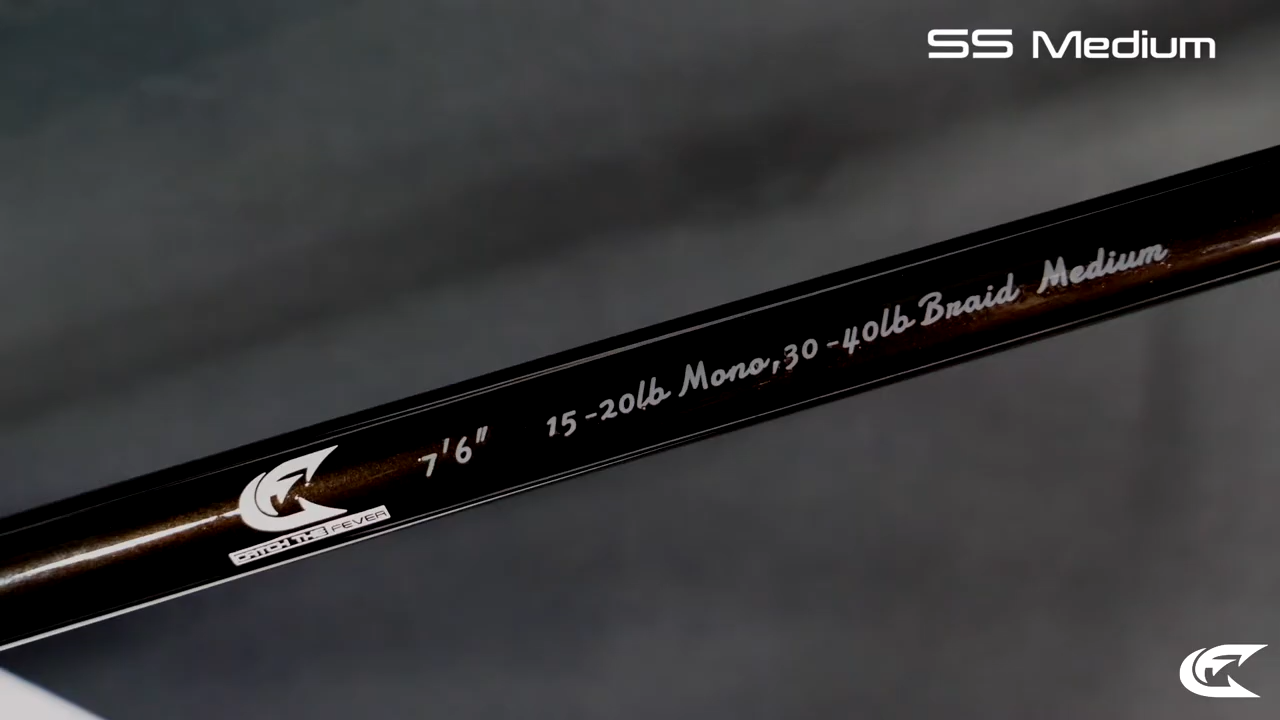 SS Medium
7'6" 15-20lb Mono, 30-40lb Braid Medium
CATCH THE FEVER